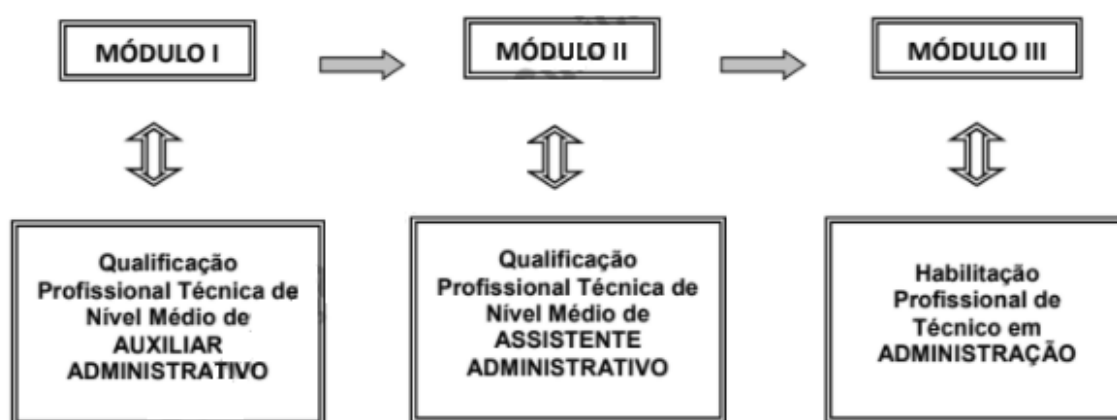 MÓDULO I
MÓDULO II
MÓDULO III
Qualificação
Profissional Técnica de
Nível Médio de
AUXILIAR
ADMINISTRATIVO
Qualificação
Profissional Técnica de
Nível Médio de
ASSISTENTE
ADMINISTRATIVO
Habilitação
Profissional de
Técnico em
ADMINISTRAÇÃO